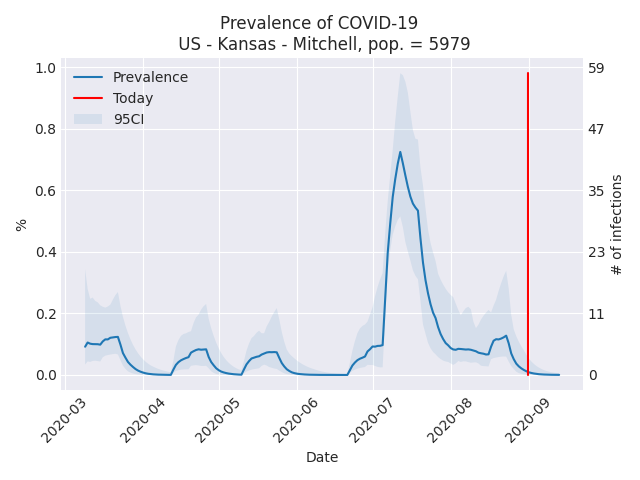 Prevalence of COVID-19
US - Kansas - Mitchell, pop. = 5979
Prevalence
Today
95CI
%
1.0
0.8
0.6
0.4
0.2
0.0
59
47
35
23
11
0
# of infections
2020-03
2020-04
2020-05
2020-06
2020-07
2020-08
2020-09
Date